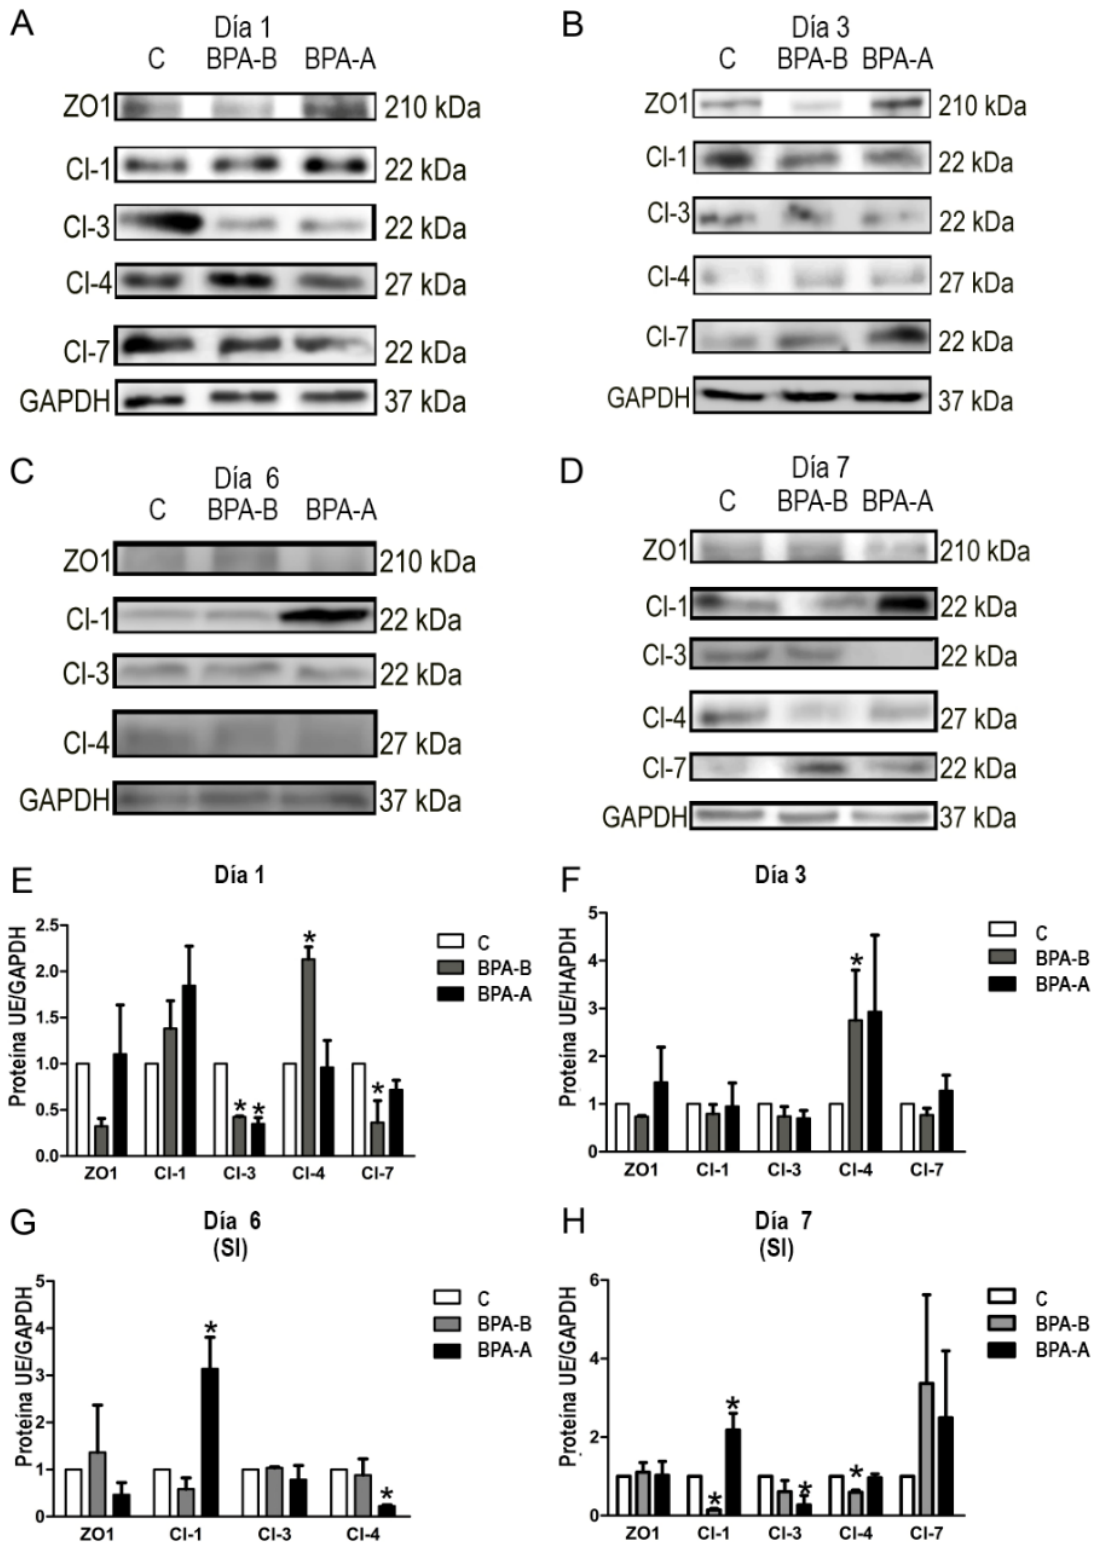 A
Día 1
C BPA-B BPA-A
ZO1 210 kDa
Cl-1 22 kDa
Cl-3 22 kDa
Cl-4 27 kDa
Cl-7 22 kDa
GAPDH 37 kDa
B
Día 3
C BPA-B BPA-A
ZO1 210 kDa
Cl-1 22 kDa
Cl-3 22 kDa
Cl-4 27 kDa
Cl-7 22 kDa
GAPDH 37 kDa
C
Día 6
C BPA-B BPA-A
ZO1 210 kDa
Cl-1 22 kDa
Cl-3 22 kDa
Cl-4 27 kDa
GAPDH 37 kDa
D
Día 7
C BPA-B BPA-A
ZO1 210 kDa
Cl-1 22 kDa
Cl-3 22 kDa
Cl-4 27 kDa
Cl-7 22 kDa
GAPDH 37 kDa
E
Día 1
Proteína UE/GAPDH
2.5
2.0
1.5
1.0
0.5
0.0
* * * *
ZO1 Cl-1 Cl-3 Cl-4 Cl-7
C
BPA-B
BPA-A
F
Día 3
Proteína UE/HAPDH
5
4
3
2
1
0
*
ZO1 Cl-1 Cl-3 Cl-4 Cl-7
C
BPA-B
BPA-A
G
Día 6
(SI)
Proteína UE/GAPDH
5
4
3
2
1
0
* *
ZO1 Cl-1 Cl-3 Cl-4
C
BPA-B
BPA-A
H
Día 7
(SI)
Proteína UE/GAPDH
6
4
2
0
* * * *
ZO1 Cl-1 Cl-3 Cl-4 Cl-7
C
BPA-B
BPA-A